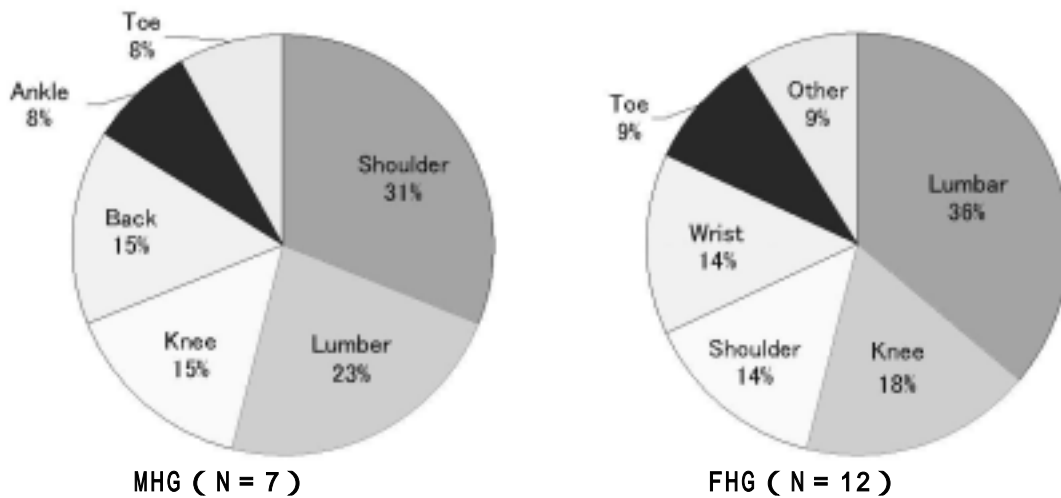 Toe
8%
Ankle
8%
Shoulder
31%
Back
15%
Knee
15%
Lumber
23%
MHG ( N = 7 )
Toe
9%
Other
9%
Lumbar
36%
Wrist
14%
Shoulder
14%
Knee
18%
FHG ( N = 12 )